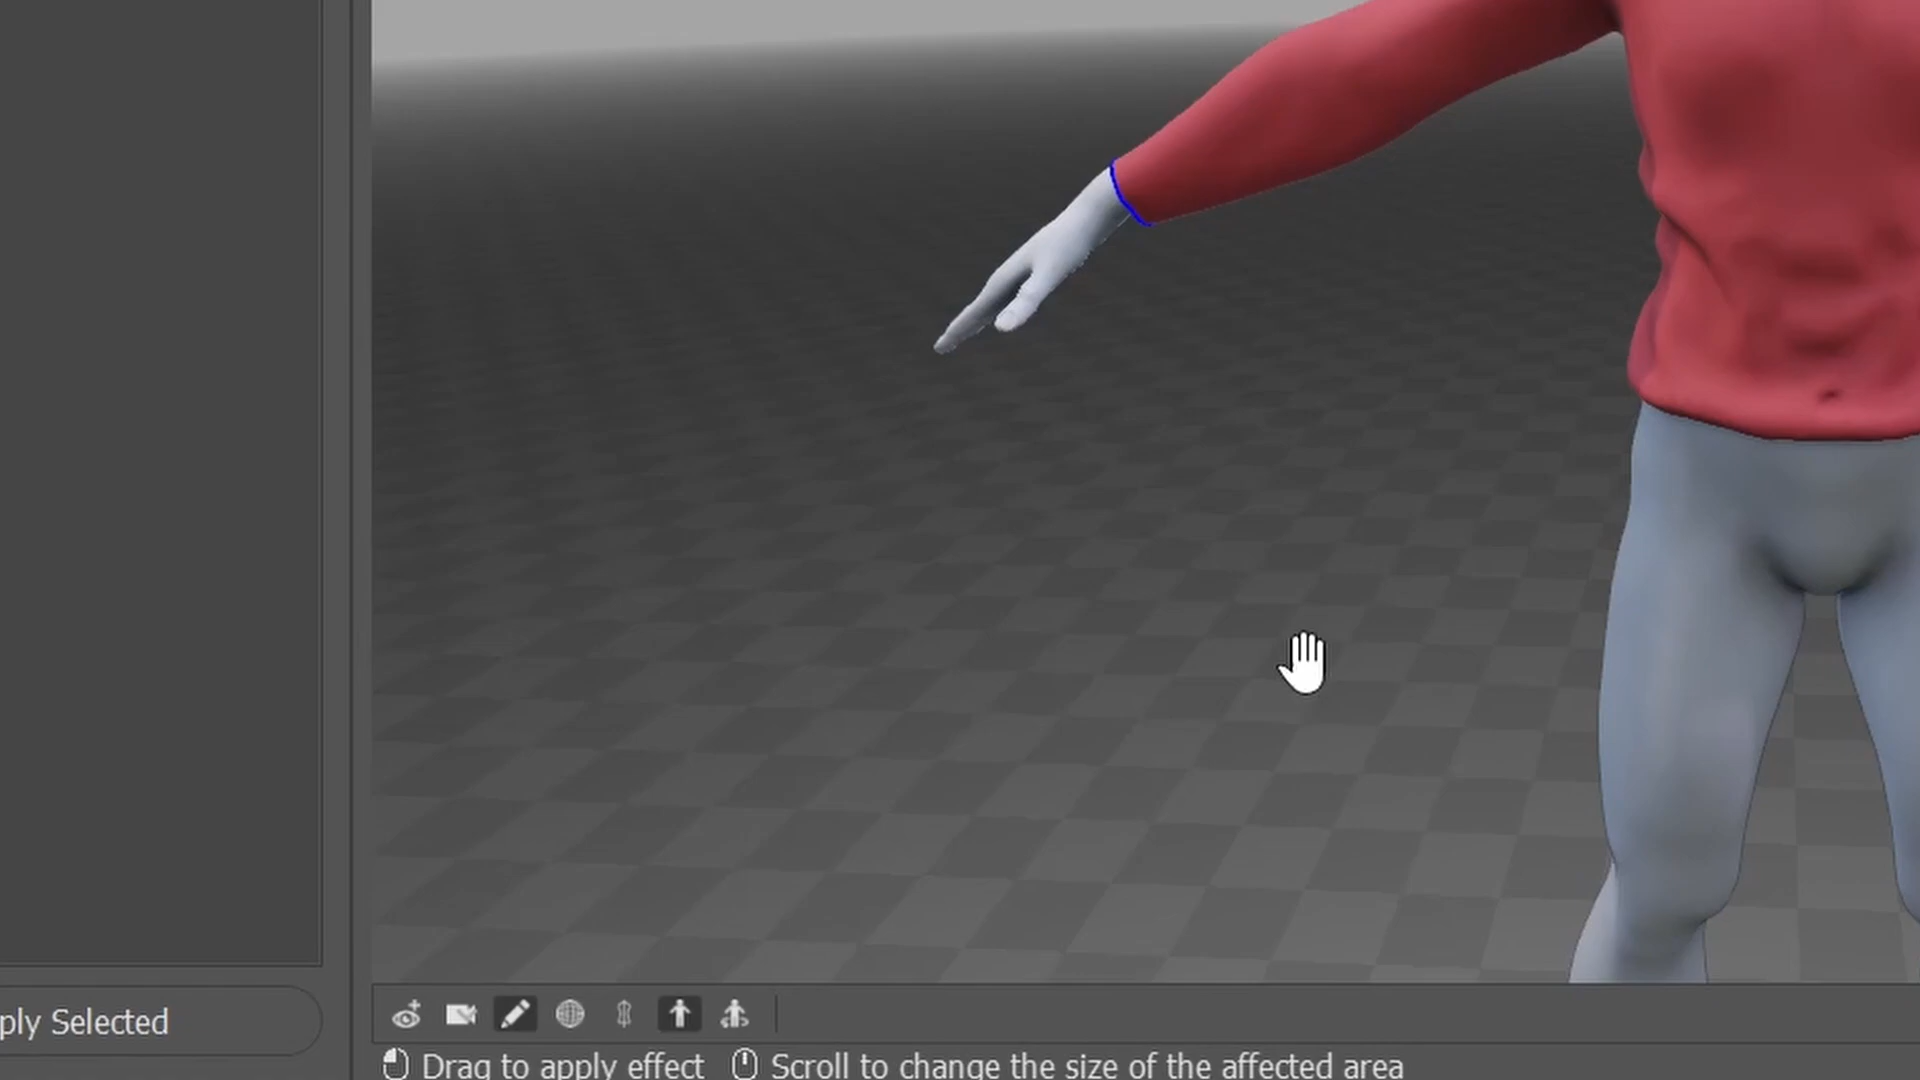 ply Selected
Drag to apply effect Scroll to change the size of the affected area